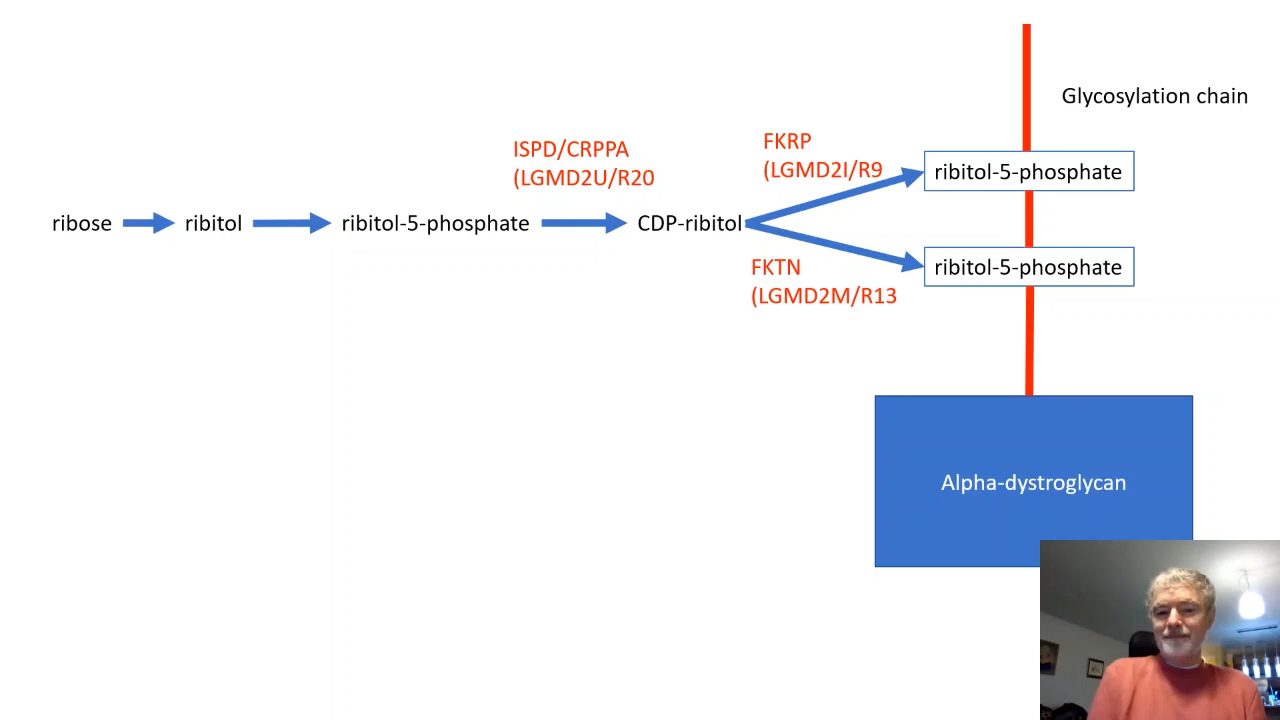 Glycosylation chain
ISPD/CRPPA
(LGMD2U/R20
FKRP
(LGMD2I/R9
ribitol-5-phosphate
ribose
ribitol
ribitol-5-phosphate
CDP-ribitol
FKTN
(LGMD2M/R13
ribitol-5-phosphate
Alpha-dystroglycan